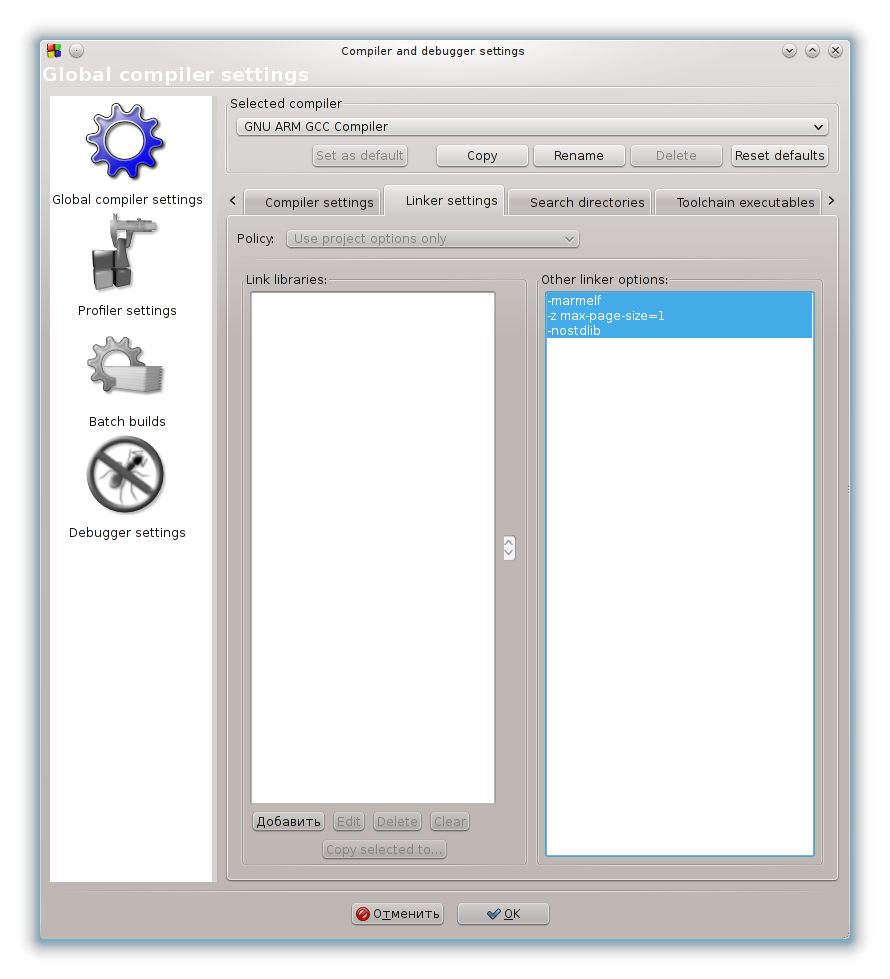 Compiler and debugger settings
Global compiler settings
Global compiler settings
Profiler settings
Batch builds
Debugger settings
Selected compiler
GNU ARM GCC Compiler
Set as default
Copy
Rename
Delete
Reset defaults
Compiler settings
Linker settings
Search directories
Toolchain executables
Policy:
Use project options only
Link libraries:
Добавить
Edit
Delete
Clear
Copy selected to...
Other linker options:
-marmelf
-z max-page-size=1
-nostdlib
Отменить
OK